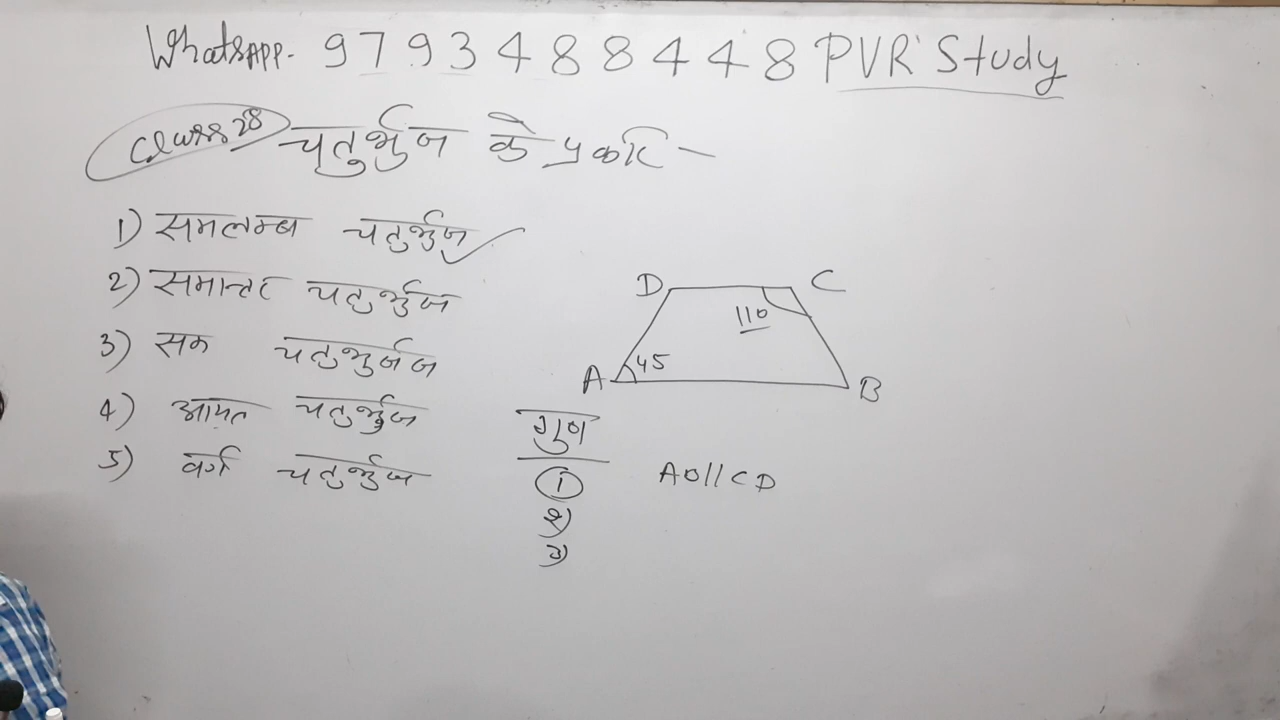 WhatsAPP. 9793488448 PVR Study
Class 28 चतुर्भुज के प्रकार –
1) समलम्ब चतुर्भुज
2) समान्तर चतुर्भुज
3) सम चतुर्भुर्ज
4) आयत चतुर्भुज
5) वर्ग चतुर्भुज
D C
110
A 45 B
गुण
1 AB // CD
2)
3)